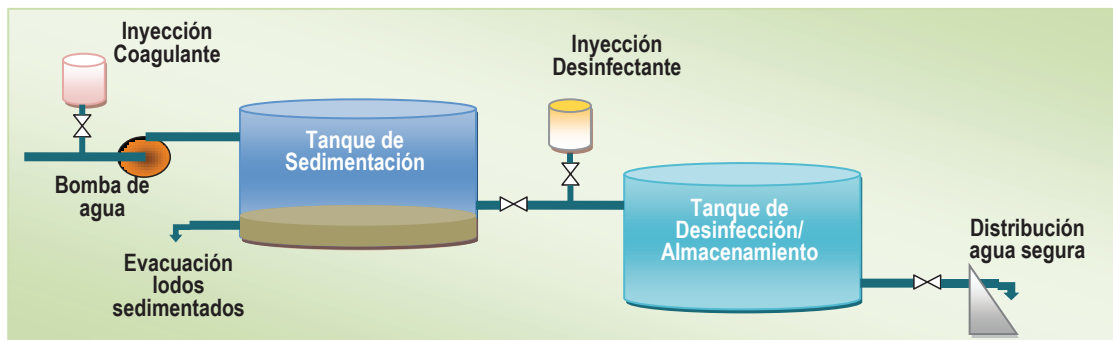 Inyección
Coagulante
Inyección
Desinfectante
Tanque de
Sedimentación
Bomba de
agua
Tanque de
Desinfección/
Almacenamiento
Distribución
agua segura
Evacuación
lodos
sedimentados